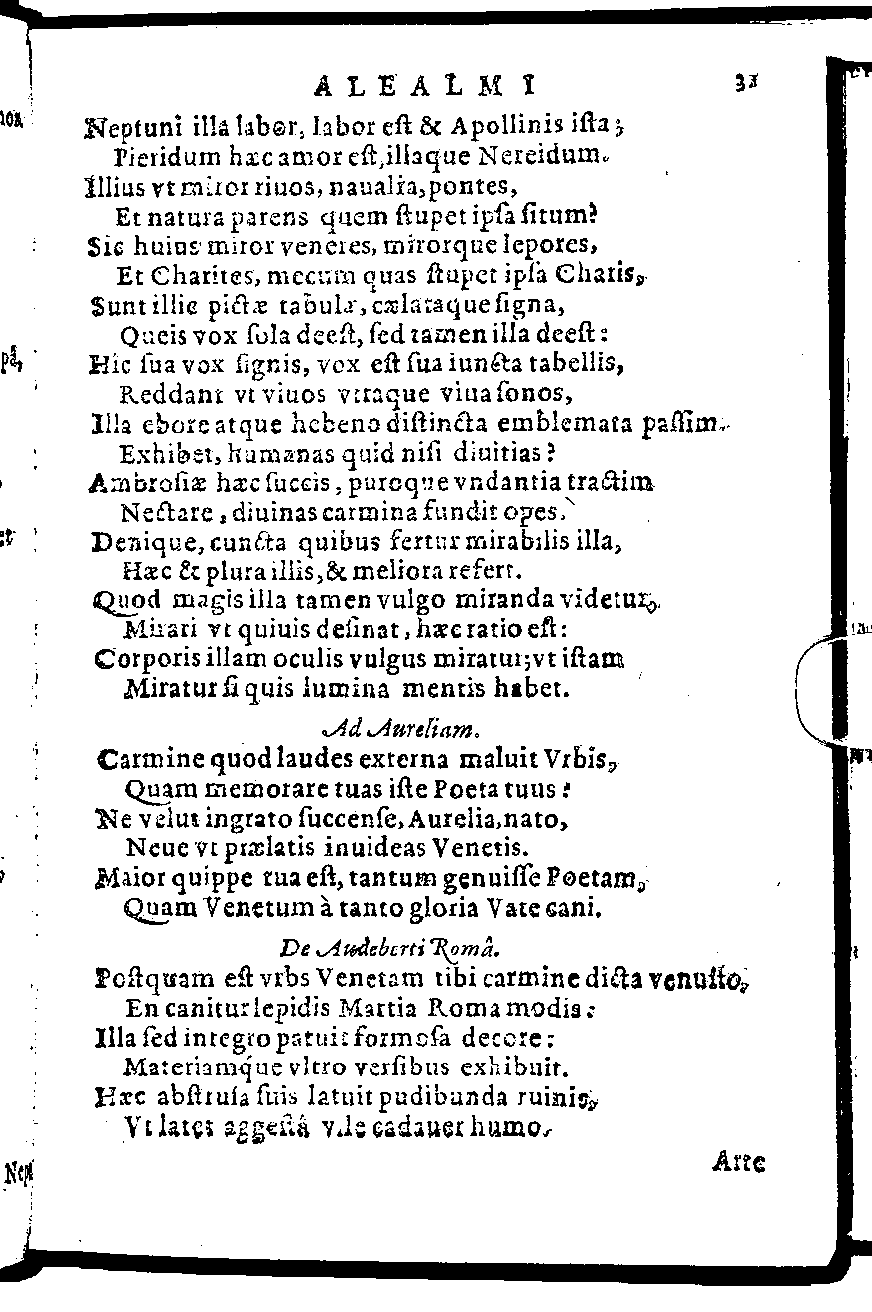 ALEALMI 31
Neptuni illa labor, labor est & Apollinis ista;
Pieridum hæc amor est, illaque Nereidum.
Illius vt miror riuos, naualia, pontes,
Et natura parens quem stupet ipsa situm?
Sic huius miror veneres, mirorque lepores,
Et Charites, mecum quas stupet ipsa Charis,
Sunt illic pictæ tabulæ, cælataque signa,
Queis vox sola deest, sed tamen illa deest:
Hic sua vox signis, vox est sua iuncta tabellis,
Reddant vt viuos vtraque viua sonos,
Illa ebore atque hebeno distincta emblemata passim.
Exhibet, humanas quid nisi diuitias?
Ambrosiæ hæc succis, puroque vndantia tractim
Nectare, diuinas carmina fundit opes.
Denique, cuncta quibus fertur mirabilis illa,
Hæc & plura illis, & meliora refert.
Quod magis illa tamen vulgo miranda videtur,
Mirari vt quiuis desinat, hæc ratio est:
Corporis illam oculis vulgus miratur; vt istam
Miratur si quis lumina mentis habet.
Ad Aureliam.
Carmine quod laudes externa maluit Vrbis,
Quam memorare tuas iste Poeta tuus:
Ne velut ingrato succense, Aurelia, nato,
Neue vt prælatis inuideas Venetis.
Maior quippe tua est, tantum genuisse Poetam,
Quam Venetum à tanto gloria Vate cani.
De Audeberti Româ.
Postquam est vrbs Venetam tibi carmine dicta venusto,
En canitur lepidis Martia Roma modis:
Illa sed integro patuit formosa decore:
Materiamq́ue vltro versibus exhibuit.
Hæc abstrusa suis latuit pudibunda ruinis,
Vt latet aggestâ vile cadauer humo.
Arte